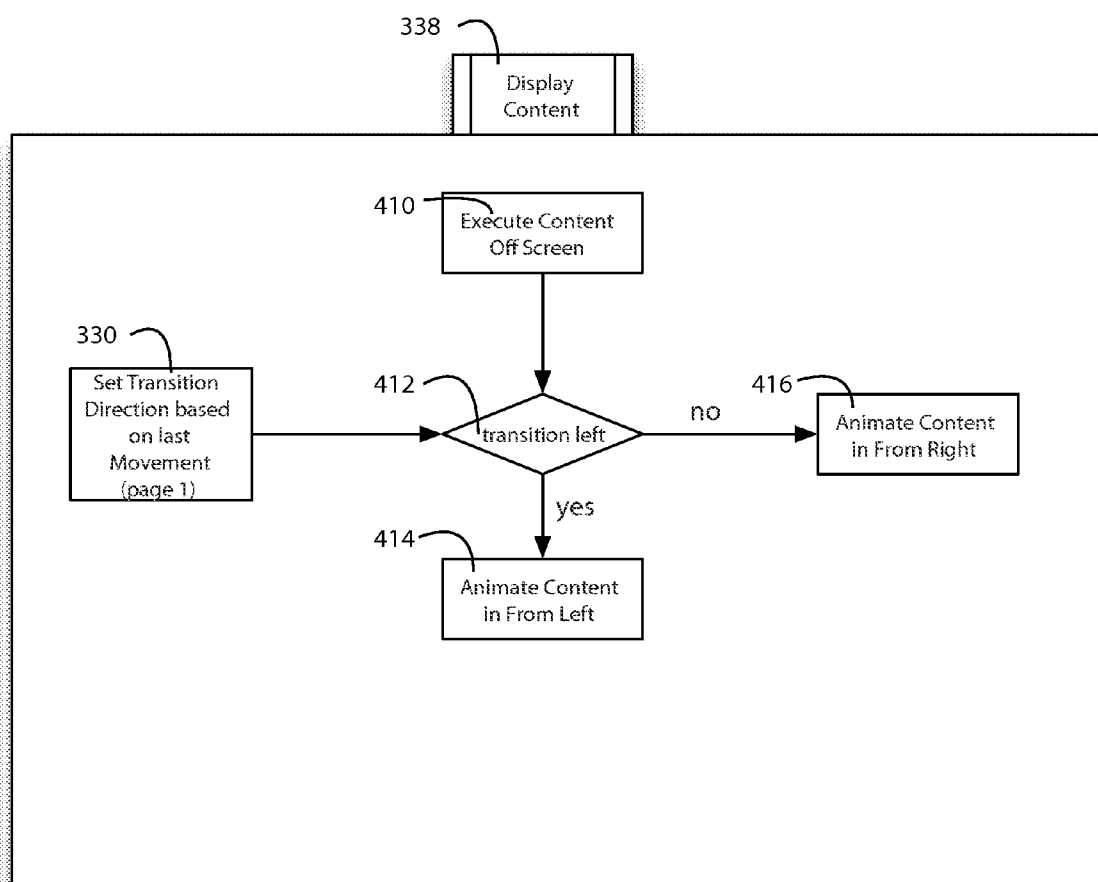 338
Display
Content
410
Execute Content
Off Screen
330
Set Transition
Direction based
on last
Movement
(page 1)
412
transition left
no
416
Animate Content
in From Right
yes
414
Animate Content
in From Left